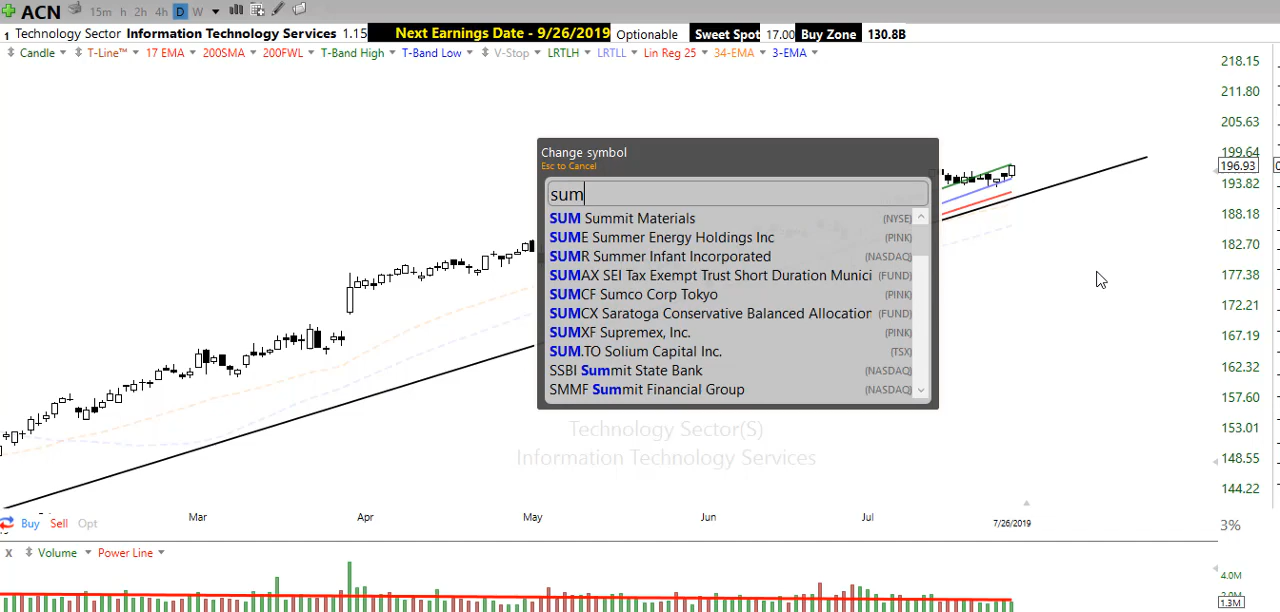 ACN 15m h 2h 4h D W
1 Technology Sector Information Technology Services 1.15 Next Earnings Date - 9/26/2019 Optionable Sweet Spot 17.00 Buy Zone 130.8B
Candle T-Line™ 17 EMA 200SMA 200FWL T-Band High T-Band Low V-Stop LRTLH LRTLL Lin Reg 25 34-EMA 3-EMA
218.15
211.80
205.63
199.64
196.93
193.82
188.18
182.70
177.38
172.21
167.19
162.32
157.60
153.01
148.55
144.22
Change symbol
Esc to Cancel
sum
SUM Summit Materials (NYSE)
SUME Summer Energy Holdings Inc (PINK)
SUMR Summer Infant Incorporated (NASDAQ)
SUMAX SEI Tax Exempt Trust Short Duration Munici (FUND)
SUMCF Sumco Corp Tokyo (PINK)
SUMCX Saratoga Conservative Balanced Allocation (FUND)
SUMXF Supremex, Inc. (PINK)
SUM.TO Solium Capital Inc. (TSX)
SSBI Summit State Bank (NASDAQ)
SMMF Summit Financial Group (NASDAQ)
Technology Sector(S)
Information Technology Services
Mar Apr May Jun Jul 7/26/2019
Buy Sell Opt 3%
X Volume Power Line
4.0M
1.3M